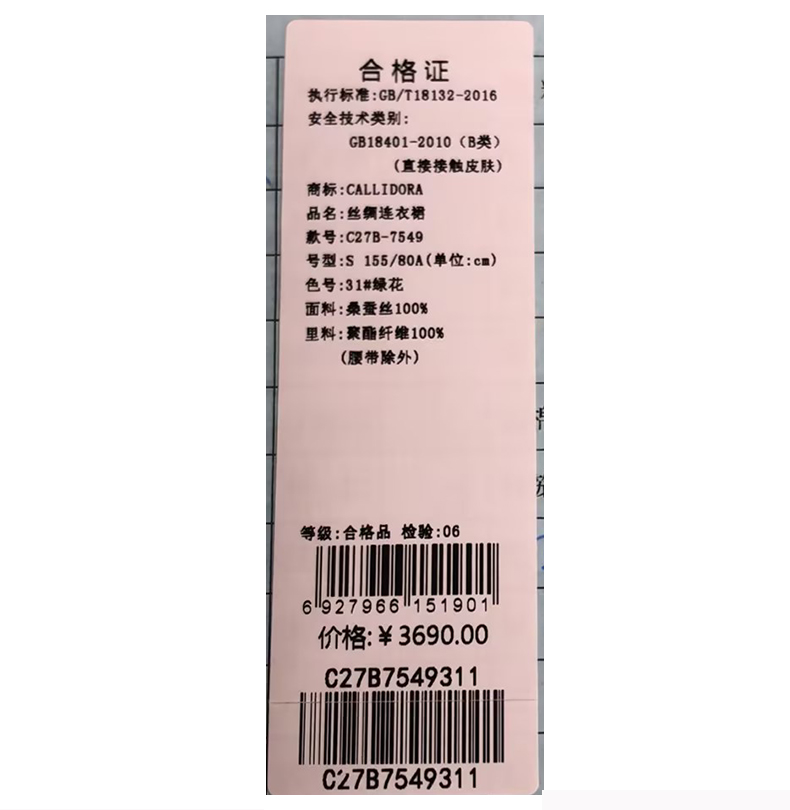 合格证
执行标准:GB/T18132-2016
安全技术类别:
GB18401-2010(B类)
(直接接触皮肤)
商标:CALLIDORA
品名:丝绸连衣裙
款号:C27B-7549
号型:S 155/80A(单位:cm)
色号:31#绿花
面料:桑蚕丝100%
里料:聚酯纤维100%
(腰带除外)
等级:合格品 检验:06
6 927966 151901
价格:¥3690.00
C27B7549311
C27B7549311